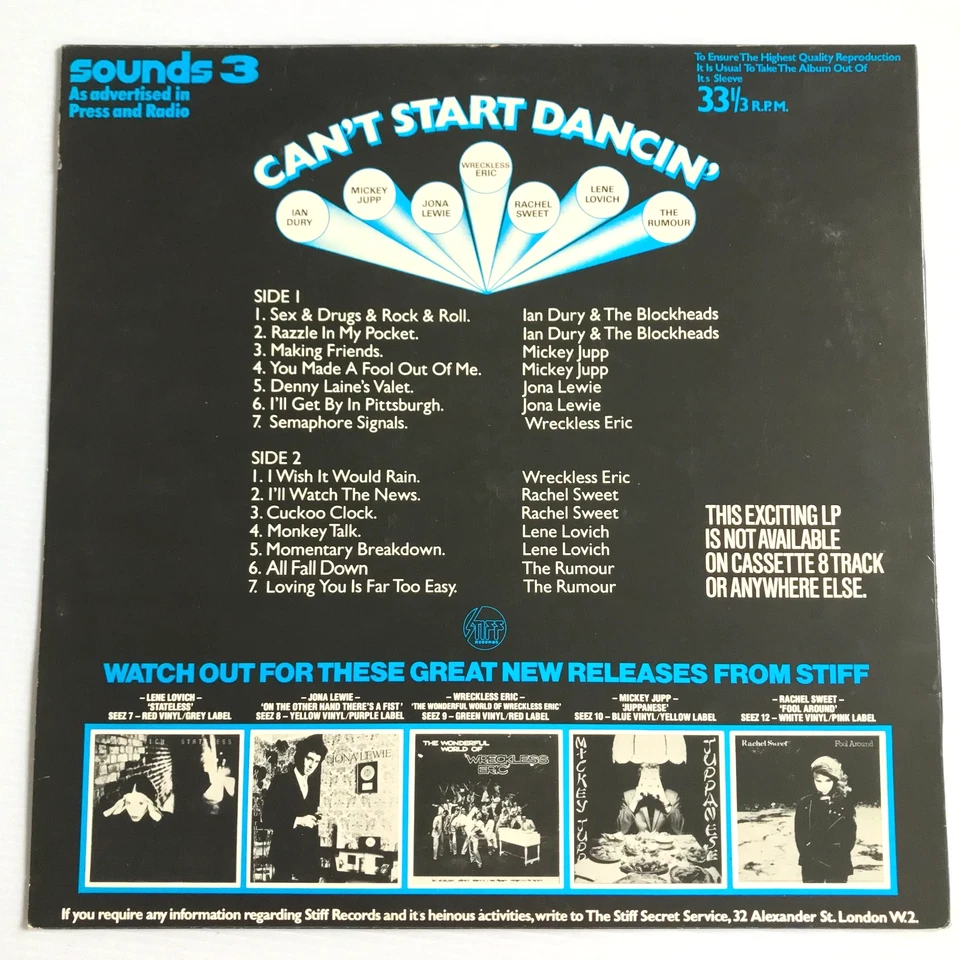 sounds 3
As advertised in
Press and Radio
To Ensure The Highest Quality Reproduction
It Is Usual To Take The Album Out Of
Its Sleeve
33 1/3 R.P.M.
CAN'T START DANCIN'
IAN
DURY
MICKEY
JUPP
JONA
LEWIE
WRECKLESS
ERIC
RACHEL
SWEET
LENE
LOVICH
THE
RUMOUR
SIDE 1
1. Sex & Drugs & Rock & Roll. Ian Dury & The Blockheads
2. Razzle In My Pocket. Ian Dury & The Blockheads
3. Making Friends. Mickey Jupp
4. You Made A Fool Out Of Me. Mickey Jupp
5. Denny Laine's Valet. Jona Lewie
6. I'll Get By In Pittsburgh. Jona Lewie
7. Semaphore Signals. Wreckless Eric
SIDE 2
1. I Wish It Would Rain. Wreckless Eric
2. I'll Watch The News. Rachel Sweet
3. Cuckoo Clock. Rachel Sweet
4. Monkey Talk. Lene Lovich
5. Momentary Breakdown. Lene Lovich
6. All Fall Down The Rumour
7. Loving You Is Far Too Easy. The Rumour
THIS EXCITING LP
IS NOT AVAILABLE
ON CASSETTE 8 TRACK
OR ANYWHERE ELSE.
STIFF
RECORDS
WATCH OUT FOR THESE GREAT NEW RELEASES FROM STIFF
– LENE LOVICH –
'STATELESS'
SEEZ 7 – RED VINYL/GREY LABEL
– JONA LEWIE –
'ON THE OTHER HAND THERE'S A FIST'
SEEZ 8 – YELLOW VINYL/PURPLE LABEL
– WRECKLESS ERIC –
'THE WONDERFUL WORLD OF WRECKLESS ERIC'
SEEZ 9 – GREEN VINYL/RED LABEL
– MICKEY JUPP –
'JUPPANESE'
SEEZ 10 – BLUE VINYL/YELLOW LABEL
– RACHEL SWEET –
'FOOL AROUND'
SEEZ 12 – WHITE VINYL/PINK LABEL
STATELESS
JONA LEWIE
THE WONDERFUL
WORLD OF
WRECKLESS
ERIC
MICKEY JUPP
JUPPANESE
Rachel Sweet Fool Around
If you require any information regarding Stiff Records and its heinous activities, write to The Stiff Secret Service, 32 Alexander St. London W.2.